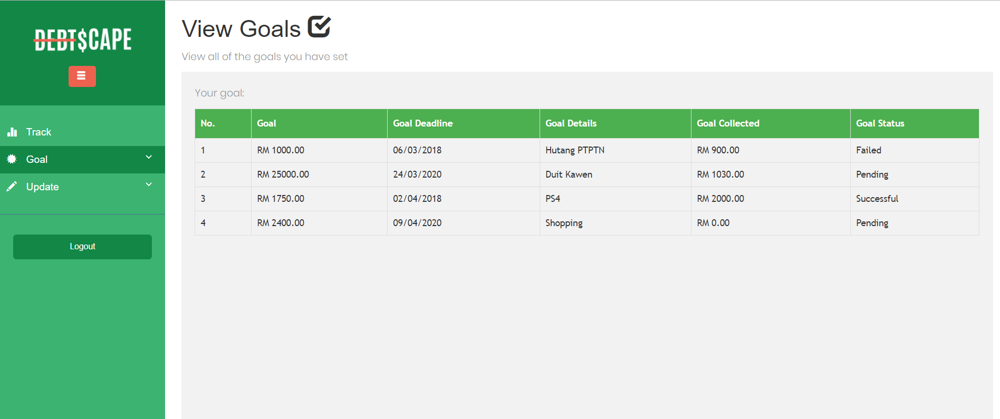 DEBT$CAPE
Track
Goal
Update
Logout
View Goals
View all of the goals you have set
Your goal:
No. Goal Goal Deadline Goal Details Goal Collected Goal Status
1 RM 1000.00 06/03/2018 Hutang PTPTN RM 900.00 Failed
2 RM 25000.00 24/03/2020 Duit Kawen RM 1030.00 Pending
3 RM 1750.00 02/04/2018 PS4 RM 2000.00 Successful
4 RM 2400.00 09/04/2020 Shopping RM 0.00 Pending